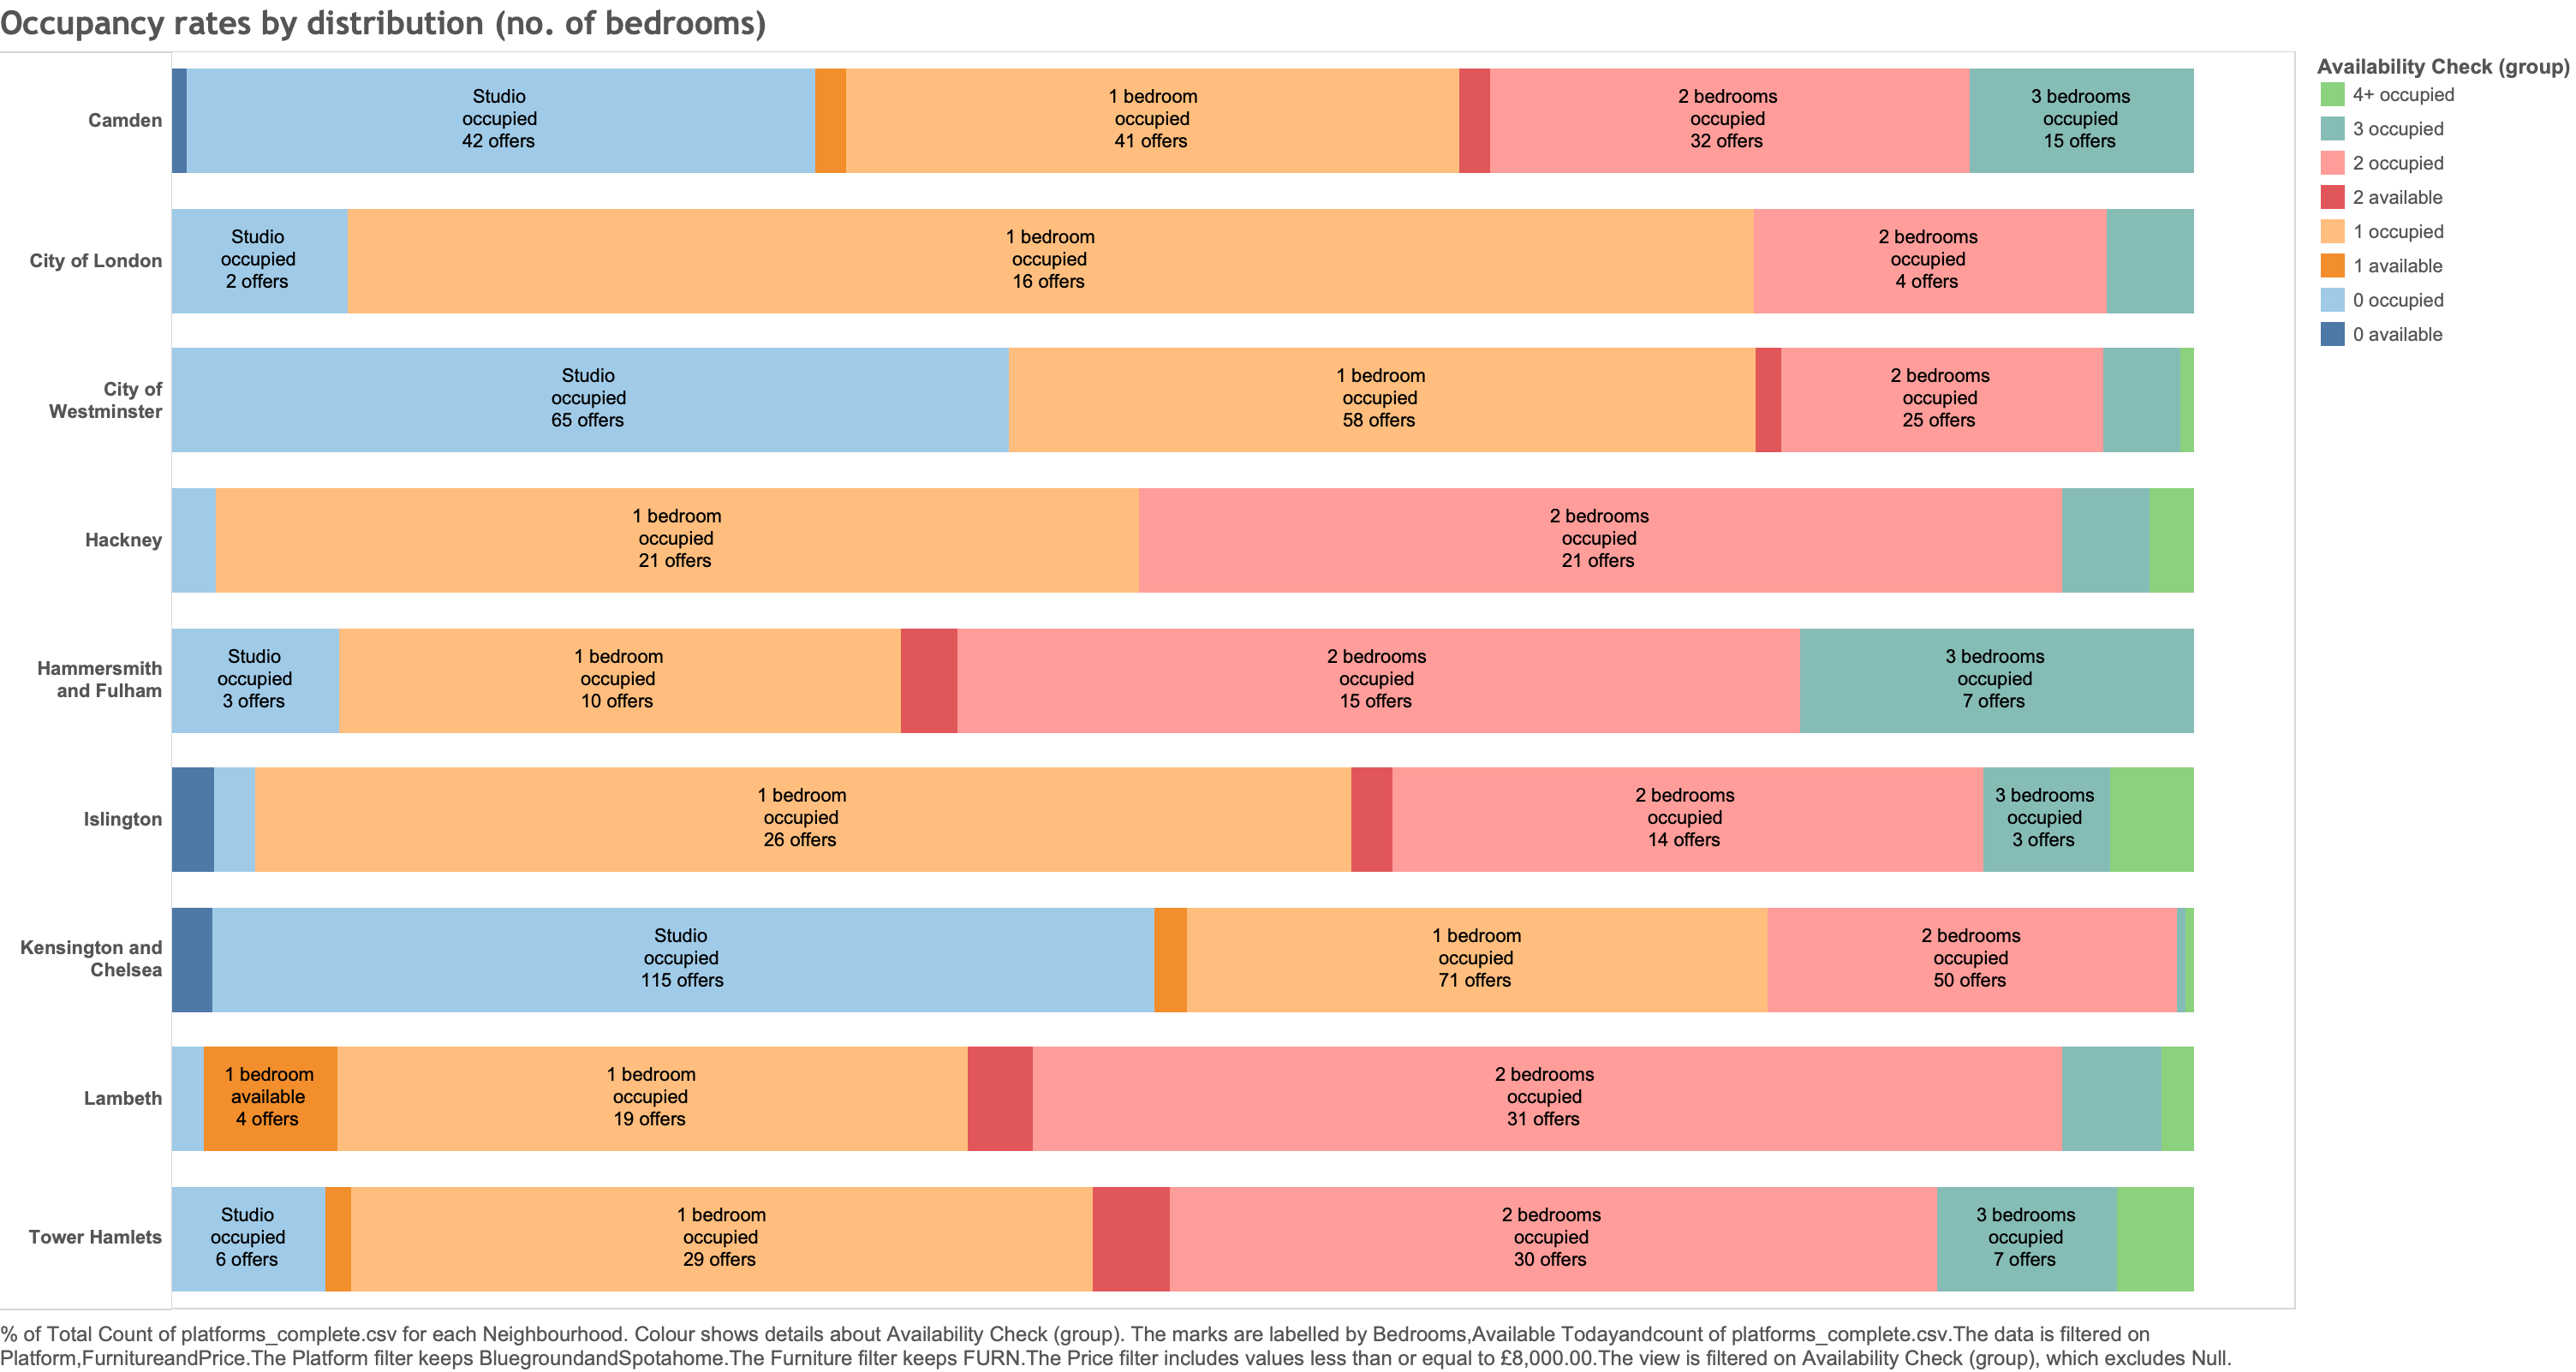 Occupancy rates by distribution (no. of bedrooms)
Availability Check (group)
4+ occupied
3 occupied
2 occupied
2 available
1 occupied
1 available
0 occupied
0 available
Camden
Studio
occupied
42 offers
1 bedroom
occupied
41 offers
2 bedrooms
occupied
32 offers
3 bedrooms
occupied
15 offers
City of London
Studio
occupied
2 offers
1 bedroom
occupied
16 offers
2 bedrooms
occupied
4 offers
City of
Westminster
Studio
occupied
65 offers
1 bedroom
occupied
58 offers
2 bedrooms
occupied
25 offers
Hackney
1 bedroom
occupied
21 offers
2 bedrooms
occupied
21 offers
Hammersmith
and Fulham
Studio
occupied
3 offers
1 bedroom
occupied
10 offers
2 bedrooms
occupied
15 offers
3 bedrooms
occupied
7 offers
Islington
1 bedroom
occupied
26 offers
2 bedrooms
occupied
14 offers
3 bedrooms
occupied
3 offers
Kensington and
Chelsea
Studio
occupied
115 offers
1 bedroom
occupied
71 offers
2 bedrooms
occupied
50 offers
Lambeth
1 bedroom
available
4 offers
1 bedroom
occupied
19 offers
2 bedrooms
occupied
31 offers
Tower Hamlets
Studio
occupied
6 offers
1 bedroom
occupied
29 offers
2 bedrooms
occupied
30 offers
3 bedrooms
occupied
7 offers
% of Total Count of platforms_complete.csv for each Neighbourhood. Colour shows details about Availability Check (group). The marks are labelled by Bedrooms,Available Todayandcount of platforms_complete.csv.The data is filtered on
Platform,FurnitureandPrice.The Platform filter keeps BluegroundandSpotahome.The Furniture filter keeps FURN.The Price filter includes values less than or equal to £8,000.00.The view is filtered on Availability Check (group), which excludes Null.